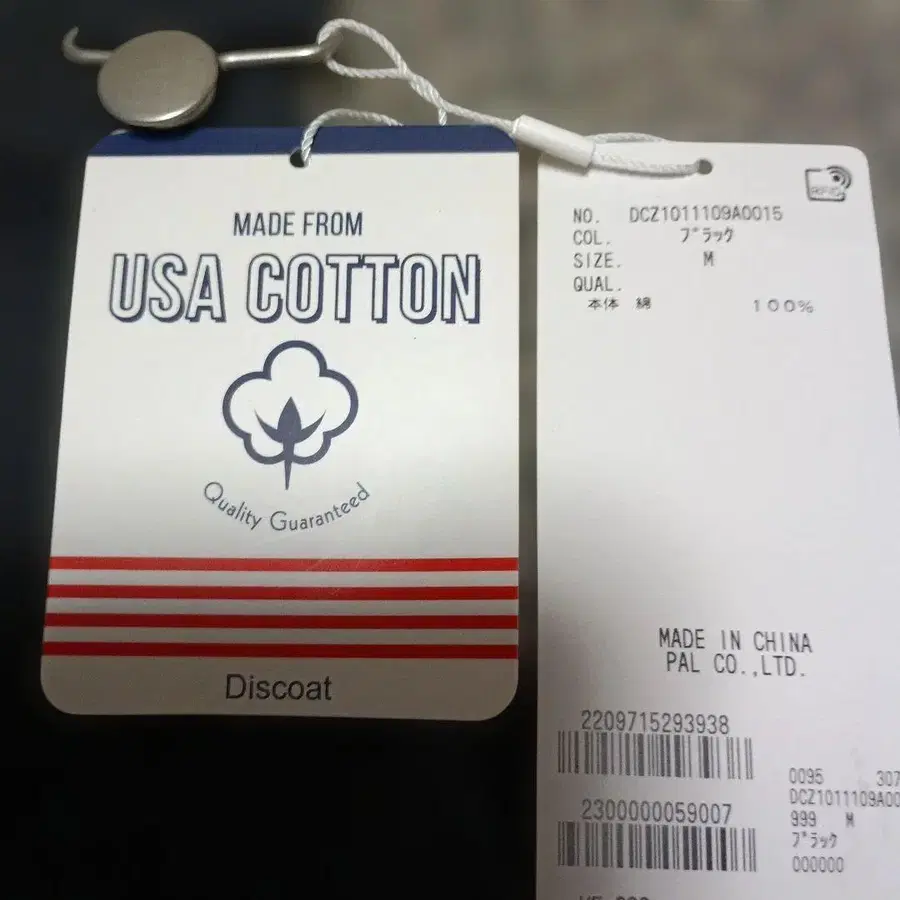 MADE FROM
USA COTTON
Quality Guaranteed
Discoat
RFID
NO. DCZ1011109A0015
COL. ブラック
SIZE. M
QUAL.
本体 綿 100%
MADE IN CHINA
PAL CO.,LTD.
2209715293938
2300000059007
0095 307
DCZ1011109A00
999 M
ブラック
000000